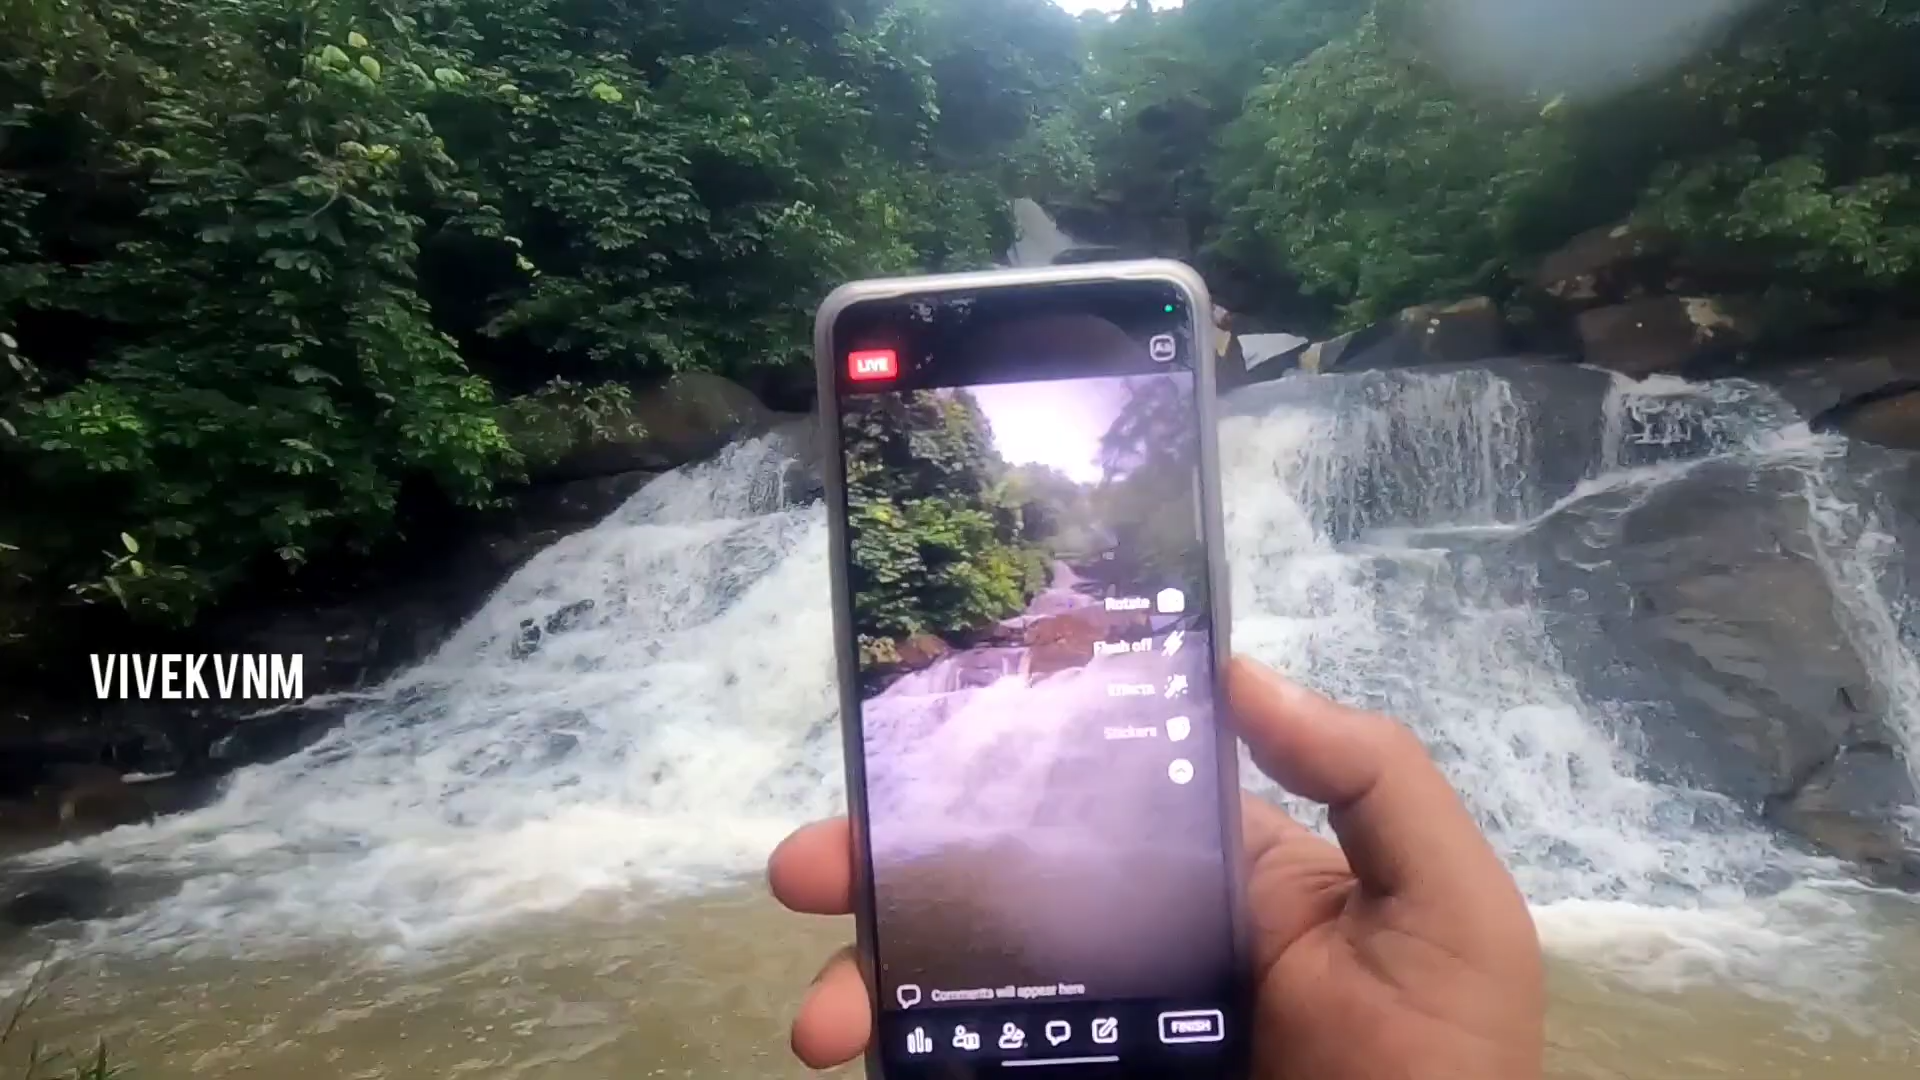 LIVE
Rotate
Flash off
Effects
Stickers
VIVEKVNM
Comments will appear here
FINISH